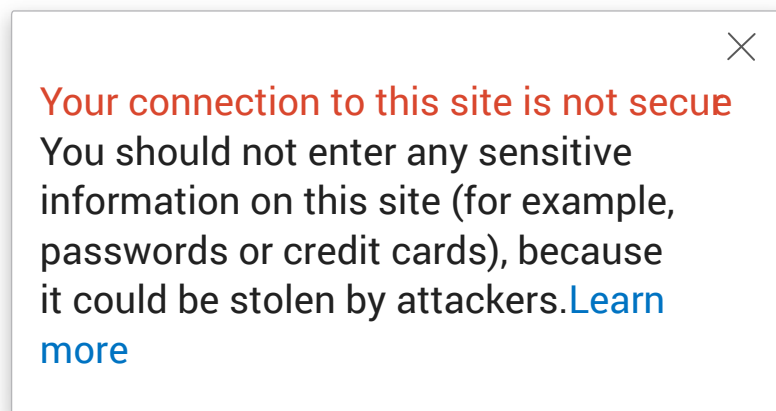 Your connection to this site is not secure
You should not enter any sensitive
information on this site (for example,
passwords or credit cards), because
it could be stolen by attackers.Learn
more